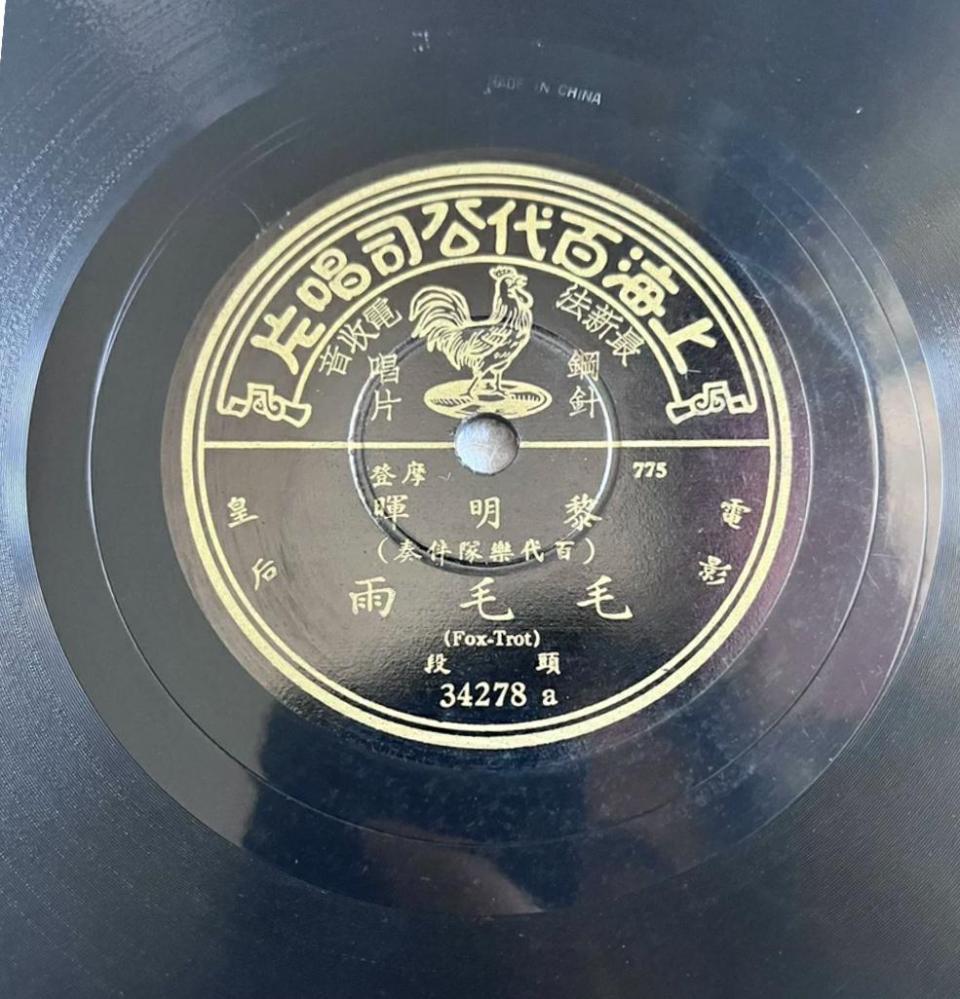 MADE IN CHINA
上海百代公司唱片
最新法電收音
鋼針唱片
775
摩登
電影皇后
黎明暉
(百代樂隊伴奏)
毛毛雨
(Fox-Trot)
頭段
34278 a